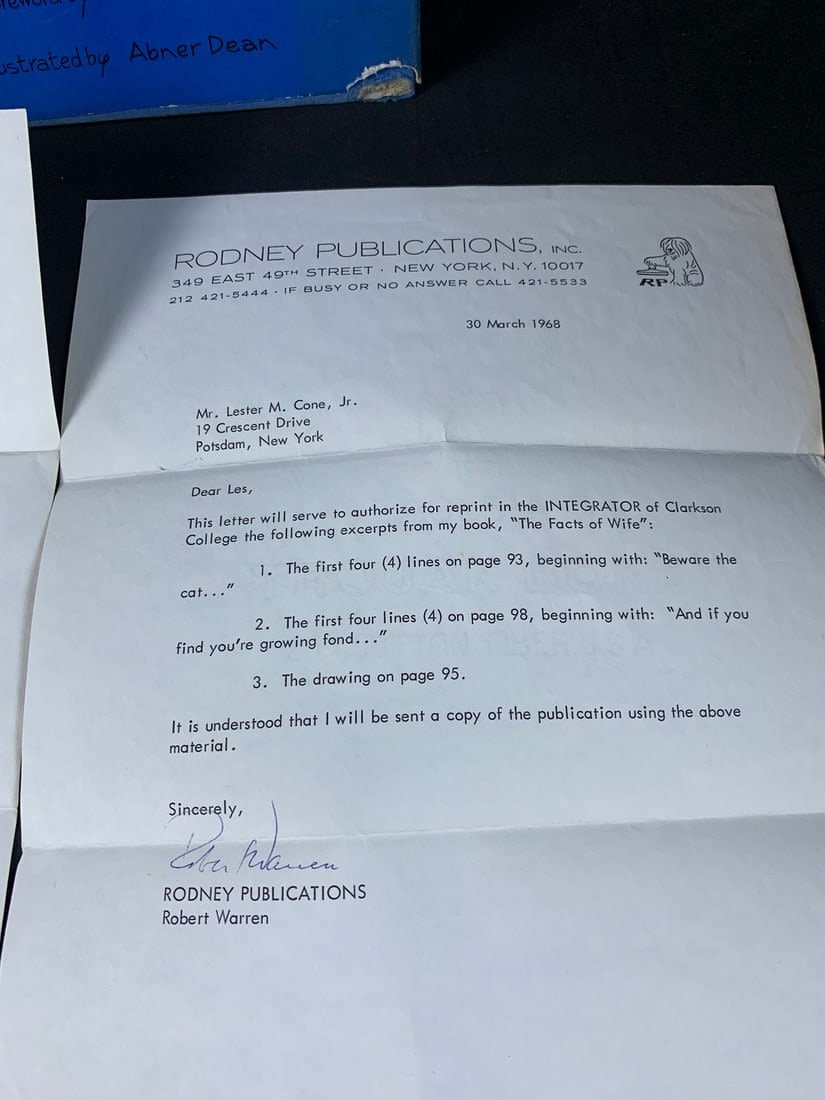 Illustrated by Abner Dean
RODNEY PUBLICATIONS, INC.
349 EAST 49TH STREET · NEW YORK, N.Y. 10017
212 421-5444 · IF BUSY OR NO ANSWER CALL 421-5533
RP
30 March 1968
Mr. Lester M. Cone, Jr.
19 Crescent Drive
Potsdam, New York
Dear Les,
This letter will serve to authorize for reprint in the INTEGRATOR of Clarkson
College the following excerpts from my book, "The Facts of Wife":
1. The first four (4) lines on page 93, beginning with: "Beware the
cat..."
2. The first four lines (4) on page 98, beginning with: "And if you
find you're growing fond..."
3. The drawing on page 95.
It is understood that I will be sent a copy of the publication using the above
material.
Sincerely,
Robert Warren
RODNEY PUBLICATIONS
Robert Warren